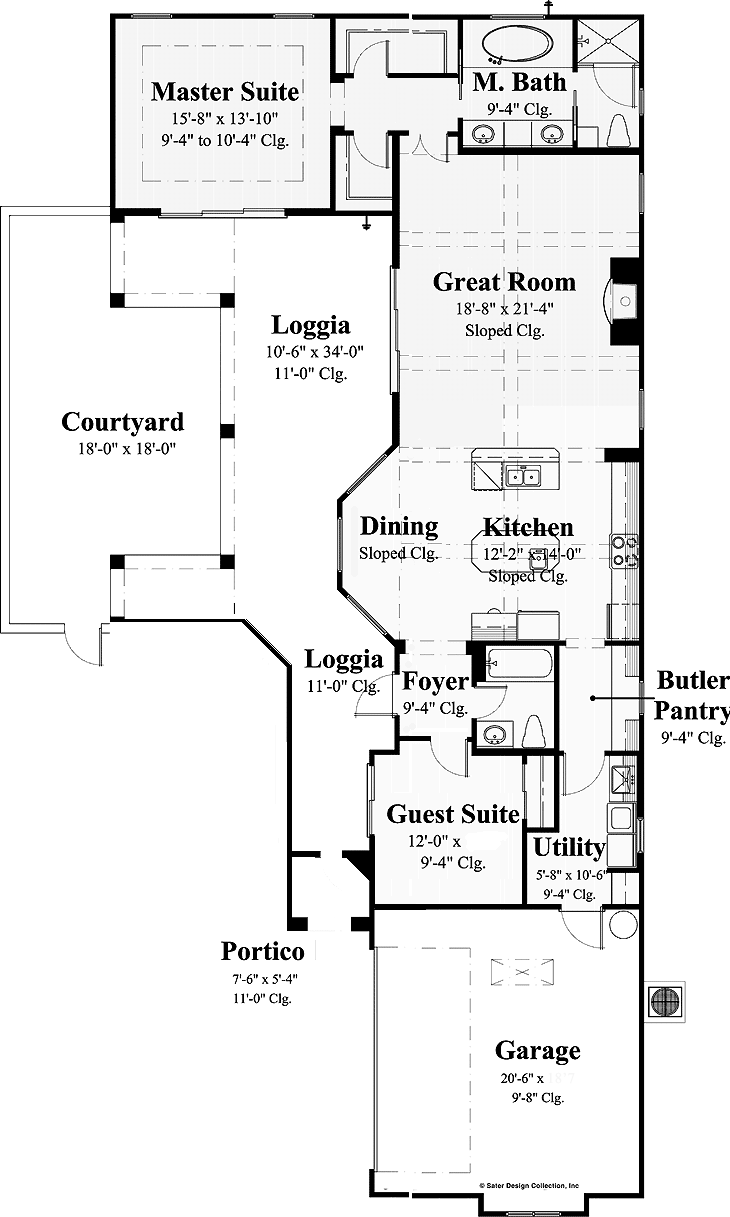 Master Suite
15'-8" x 13'-10"
9'-4" to 10'-4" Clg.
M. Bath
9'-4" Clg.
Great Room
18'-8" x 21'-4"
Sloped Clg.
Loggia
10'-6" x 34'-0"
11'-0" Clg.
Courtyard
18'-0" x 18'-0"
Dining
Sloped Clg.
Kitchen
12'-2" x 14'-0"
Sloped Clg.
Loggia
11'-0" Clg.
Foyer
9'-4" Clg.
Butler
Pantry
9'-4" Clg.
Guest Suite
12'-0" x
9'-4" Clg.
Utility
5'-8" x 10'-6"
9'-4" Clg.
Portico
7'-6" x 5'-4"
11'-0" Clg.
Garage
20'-6" x
9'-8" Clg.
© Sater Design Collection, Inc